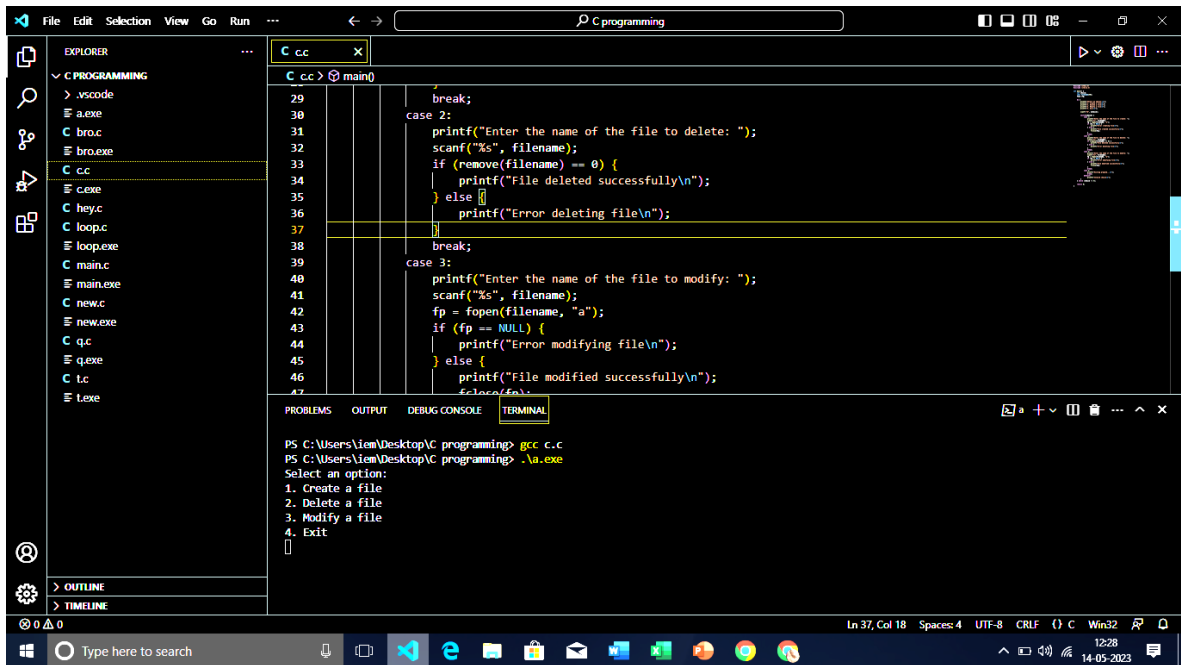 File Edit Selection View Go Run ...
C programming
EXPLORER
C PROGRAMMING
.vscode
a.exe
bro.c
bro.exe
c.c
c.exe
hey.c
loop.c
loop.exe
main.c
main.exe
new.c
new.exe
q.c
q.exe
t.c
t.exe
OUTLINE
TIMELINE
C c.c
C c.c > main()
29 break;
30 case 2:
31 printf("Enter the name of the file to delete: ");
32 scanf("%s", filename);
33 if (remove(filename) == 0) {
34 printf("File deleted successfully\n");
35 } else {
36 printf("Error deleting file\n");
37 }
38 break;
39 case 3:
40 printf("Enter the name of the file to modify: ");
41 scanf("%s", filename);
42 fp = fopen(filename, "a");
43 if (fp == NULL) {
44 printf("Error modifying file\n");
45 } else {
46 printf("File modified successfully\n");
47 fclose(fp);
PROBLEMS OUTPUT DEBUG CONSOLE TERMINAL
a
PS C:\Users\iem\Desktop\C programming> gcc c.c
PS C:\Users\iem\Desktop\C programming> .\a.exe
Select an option:
1. Create a file
2. Delete a file
3. Modify a file
4. Exit
0 0
Ln 37, Col 18 Spaces: 4 UTF-8 CRLF {} C Win32
Type here to search
12:28
14-05-2023